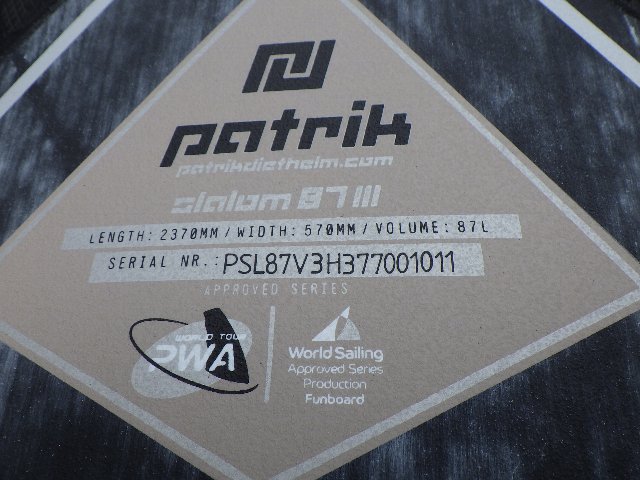 patrik
patrikdiethelm.com
slalom 87 III
LENGTH: 2370MM / WIDTH: 570MM / VOLUME: 87L
SERIAL NR.: PSL87V3H377001011
APPROVED SERIES
WORLD TOUR
PWA
World Sailing
Approved Series
Production
Funboard